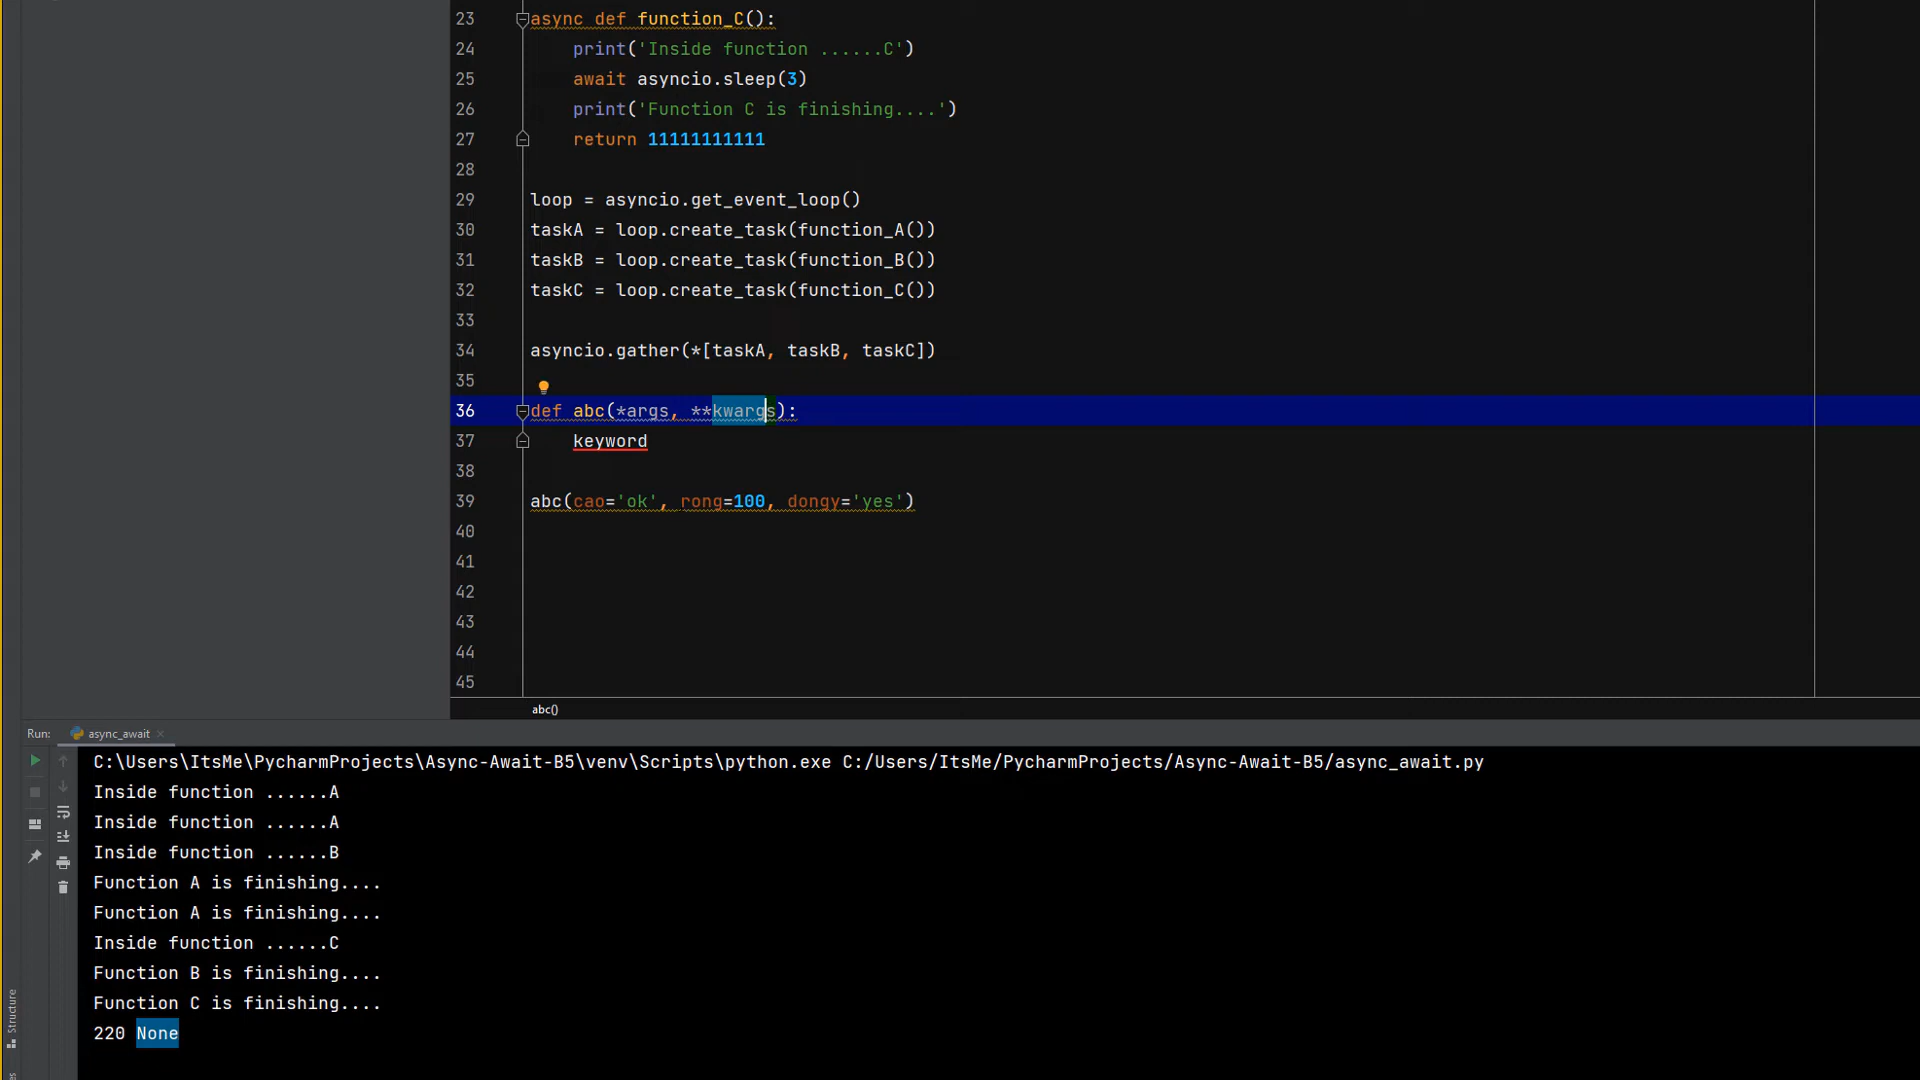 23 async def function_C():
24 print('Inside function ......C')
25 await asyncio.sleep(3)
26 print('Function C is finishing....')
27 return 11111111111
28
29 loop = asyncio.get_event_loop()
30 taskA = loop.create_task(function_A())
31 taskB = loop.create_task(function_B())
32 taskC = loop.create_task(function_C())
33
34 asyncio.gather(*[taskA, taskB, taskC])
35
36 def abc(*args, **kwargs):
37 keyword
38
39 abc(cao='ok', rong=100, dongy='yes')
40
41
42
43
44
45
abc()
Run: async_await
C:\Users\ItsMe\PycharmProjects\Async-Await-B5\venv\Scripts\python.exe C:/Users/ItsMe/PycharmProjects/Async-Await-B5/async_await.py
Inside function ......A
Inside function ......A
Inside function ......B
Function A is finishing....
Function A is finishing....
Inside function ......C
Function B is finishing....
Function C is finishing....
220 None
Structure